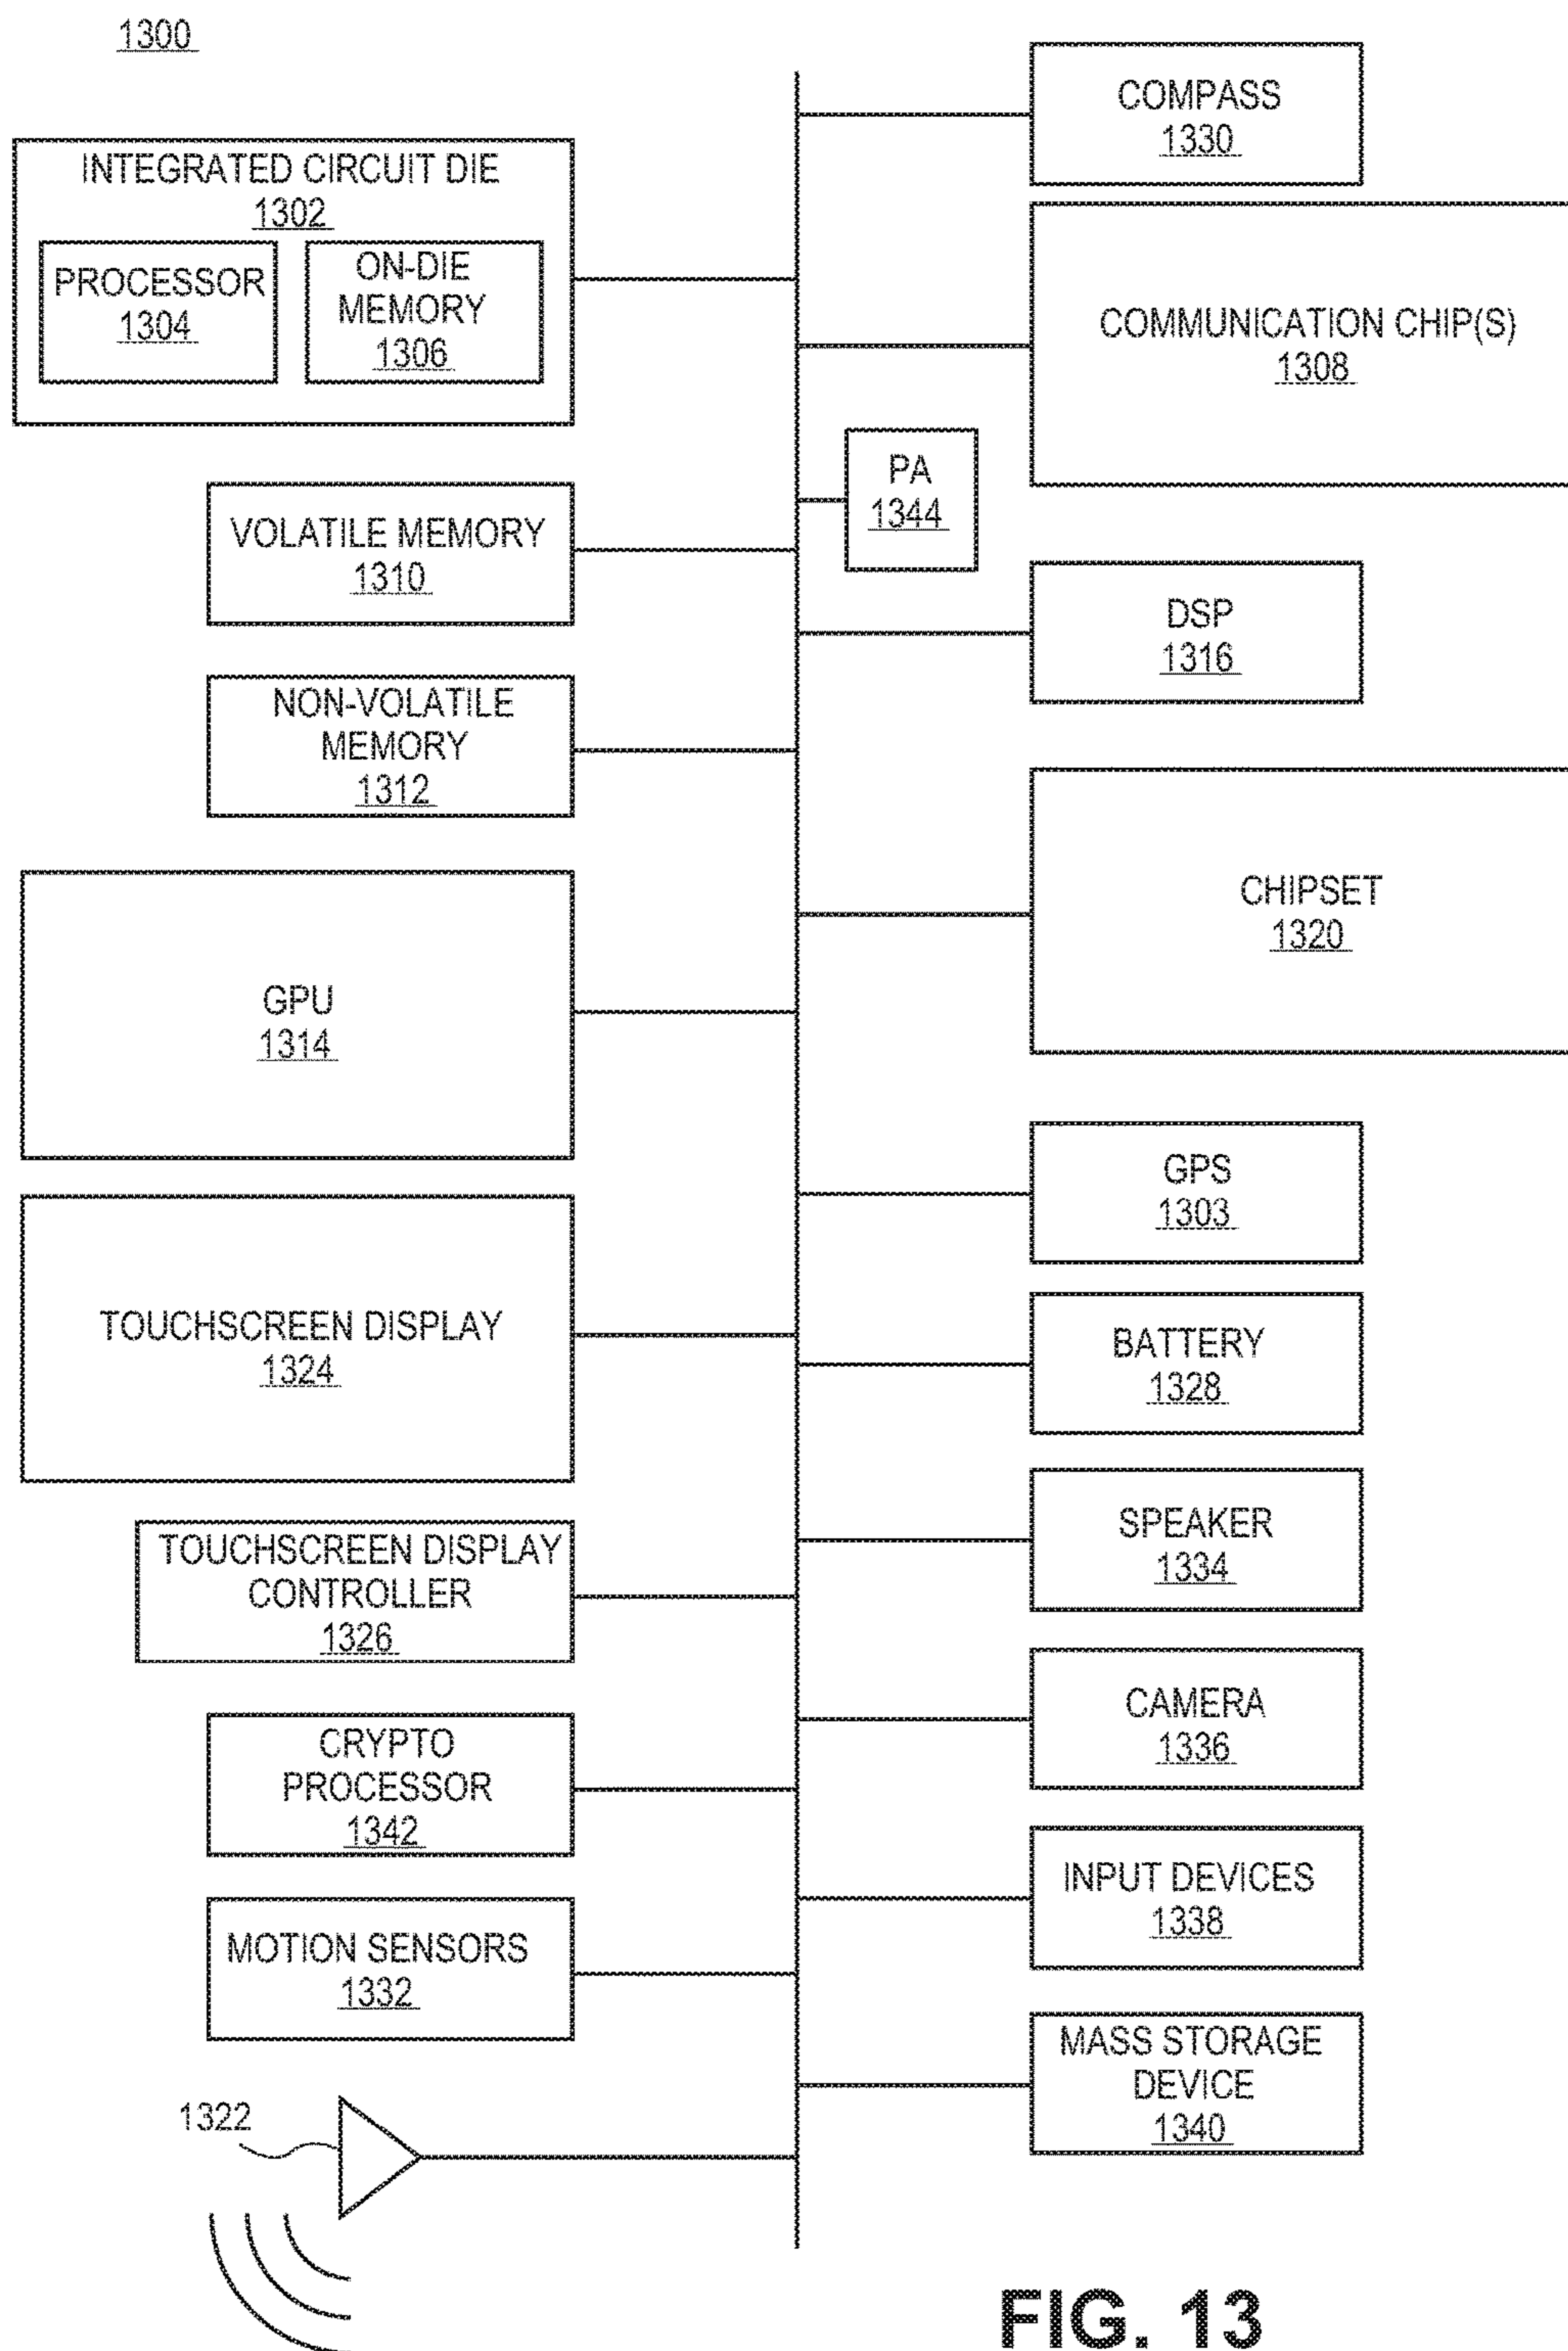 1300
INTEGRATED CIRCUIT DIE
1302
PROCESSOR
1304
ON-DIE
MEMORY
1306
VOLATILE MEMORY
1310
NON-VOLATILE
MEMORY
1312
GPU
1314
TOUCHSCREEN DISPLAY
1324
TOUCHSCREEN DISPLAY
CONTROLLER
1326
CRYPTO
PROCESSOR
1342
MOTION SENSORS
1332
1322
COMPASS
1330
COMMUNICATION CHIP(S)
1308
PA
1344
DSP
1316
CHIPSET
1320
GPS
1303
BATTERY
1328
SPEAKER
1334
CAMERA
1336
INPUT DEVICES
1338
MASS STORAGE
DEVICE
1340
FIG. 13